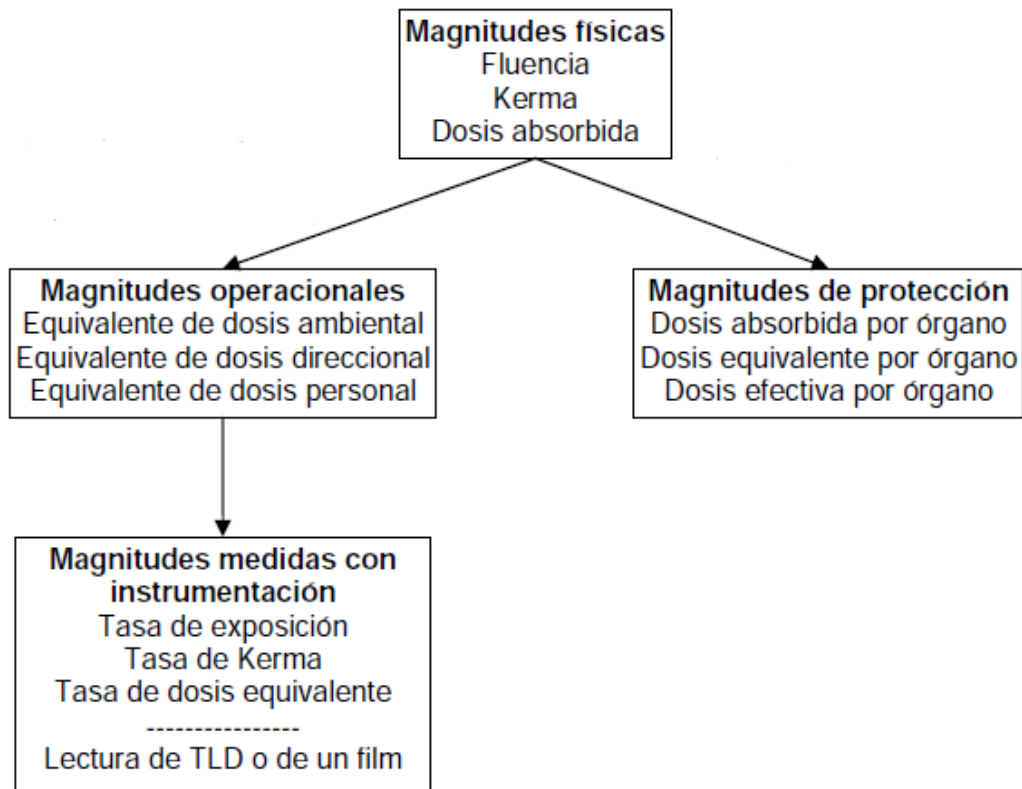 Magnitudes físicas
Fluencia
Kerma
Dosis absorbida
Magnitudes operacionales
Equivalente de dosis ambiental
Equivalente de dosis direccional
Equivalente de dosis personal
Magnitudes de protección
Dosis absorbida por órgano
Dosis equivalente por órgano
Dosis efectiva por órgano
Magnitudes medidas con
instrumentación
Tasa de exposición
Tasa de Kerma
Tasa de dosis equivalente
----------------
Lectura de TLD o de un film